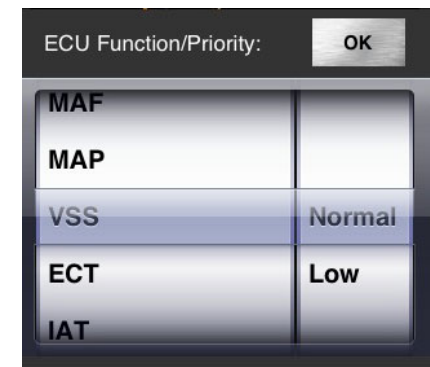 ECU Function/Priority: OK
MAF
MAP
VSS Normal
ECT Low
IAT